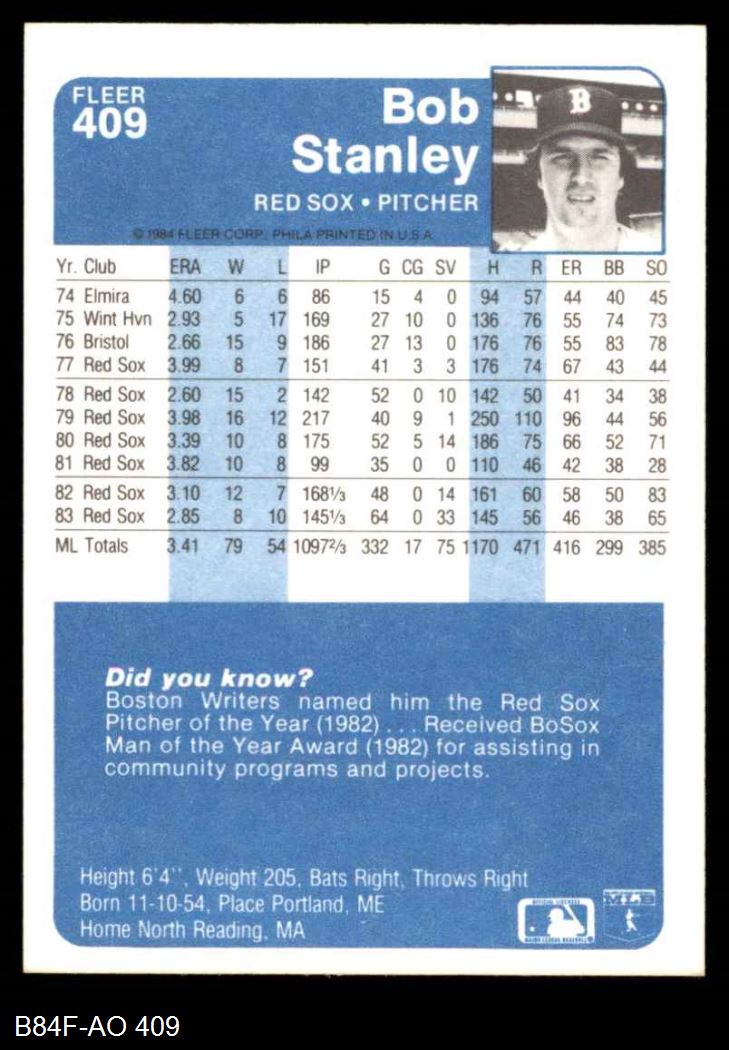 FLEER
409
Bob
Stanley
RED SOX • PITCHER
© 1984 FLEER CORP., PHILA PRINTED IN U.S.A.
B
Yr. Club ERA W L IP G CG SV H R ER BB SO
74 Elmira 4.60 6 6 86 15 4 0 94 57 44 40 45
75 Wint Hvn 2.93 5 17 169 27 10 0 136 76 55 74 73
76 Bristol 2.66 15 9 186 27 13 0 176 76 55 83 78
77 Red Sox 3.99 8 7 151 41 3 3 176 74 67 43 44
78 Red Sox 2.60 15 2 142 52 0 10 142 50 41 34 38
79 Red Sox 3.98 16 12 217 40 9 1 250 110 96 44 56
80 Red Sox 3.39 10 8 175 52 5 14 186 75 66 52 71
81 Red Sox 3.82 10 8 99 35 0 0 110 46 42 38 28
82 Red Sox 3.10 12 7 168⅓ 48 0 14 161 60 58 50 83
83 Red Sox 2.85 8 10 145⅓ 64 0 33 145 56 46 38 65
ML Totals 3.41 79 54 1097⅔ 332 17 75 1170 471 416 299 385
Did you know?
Boston Writers named him the Red Sox
Pitcher of the Year (1982) . . . Received BoSox
Man of the Year Award (1982) for assisting in
community programs and projects.
Height 6'4'', Weight 205, Bats Right, Throws Right
Born 11-10-54, Place Portland, ME
Home North Reading, MA
B84F-AO 409